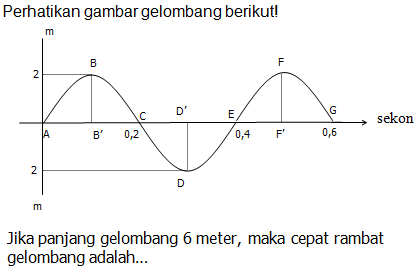 Perhatikan gambar gelombang berikut!
m
2
B
F
A
B'
0,2
C
D'
E
0,4
F'
G
0,6
sekon
2
D
m
Jika panjang gelombang 6 meter, maka cepat rambat
gelombang adalah...